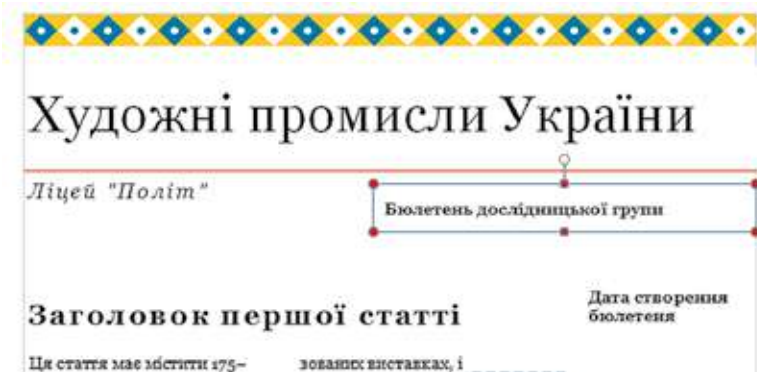 Художні промисли України
Ліцей "Політ"
Бюлетень дослідницької групи
Дата створення
бюлетеня
Заголовок першої статті
Ця стаття має містити 175–
зованих виставках, і